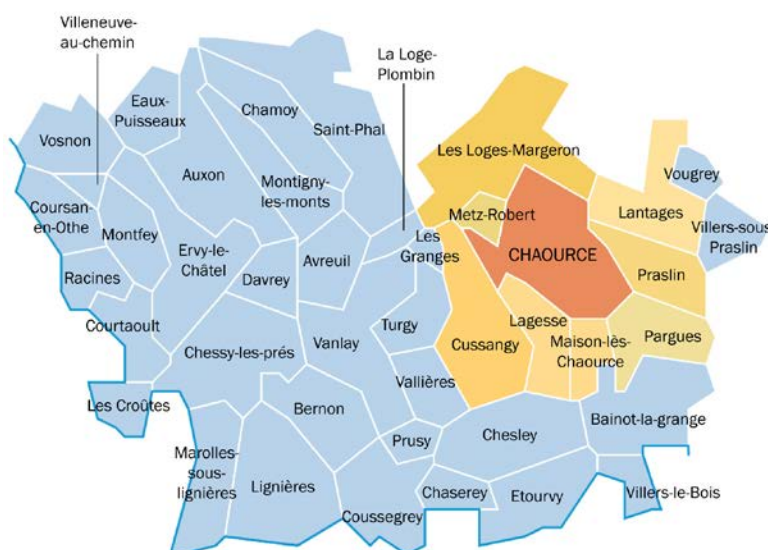 Villeneuve-
au-chemin
La Loge-
Plombin
Eaux-
Puisseaux
Chamoy
Saint-Phal
Vosnon
Les Loges-Margeron
Auxon
Vougrey
Montigny-
les-monts
Coursan-
en-Othe
Metz-Robert
Lantages
Villers-sous-
Praslin
Montfey
Les
Granges
CHAOURCE
Ervy-le-
Châtel
Avreuil
Racines
Davrey
Praslin
Courtaoult
Turgy
Lagesse
Maison-lès-
Chaource
Pargues
Chessy-les-prés
Vanlay
Cussangy
Vallières
Les Croûtes
Bernon
Bainot-la-grange
Prusy
Chesley
Marolles-
sous-
lignières
Lignières
Chaserey
Etourvy
Villers-le-Bois
Coussegrey